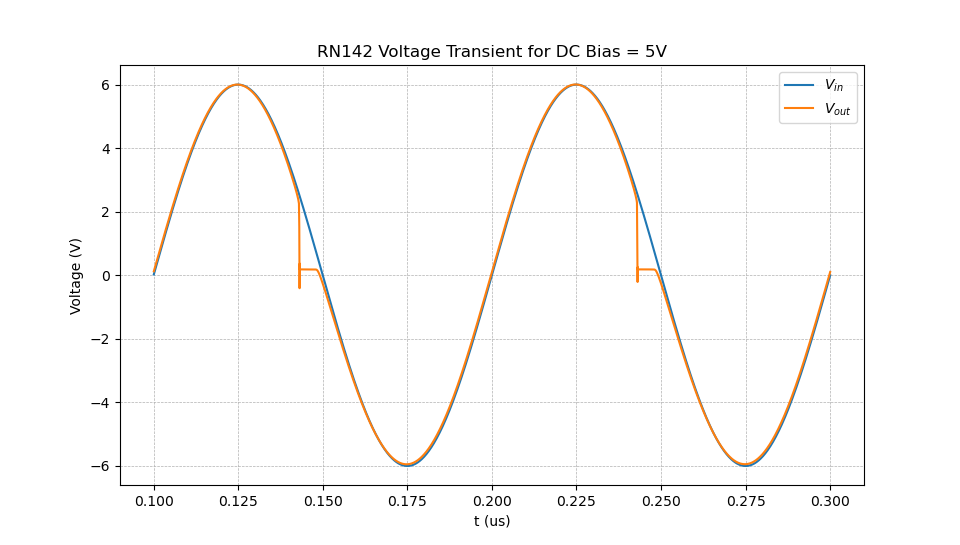 RN142 Voltage Transient for DC Bias = 5V
V_in
V_out
6
4
2
0
−2
−4
−6
Voltage (V)
0.100 0.125 0.150 0.175 0.200 0.225 0.250 0.275 0.300
t (us)